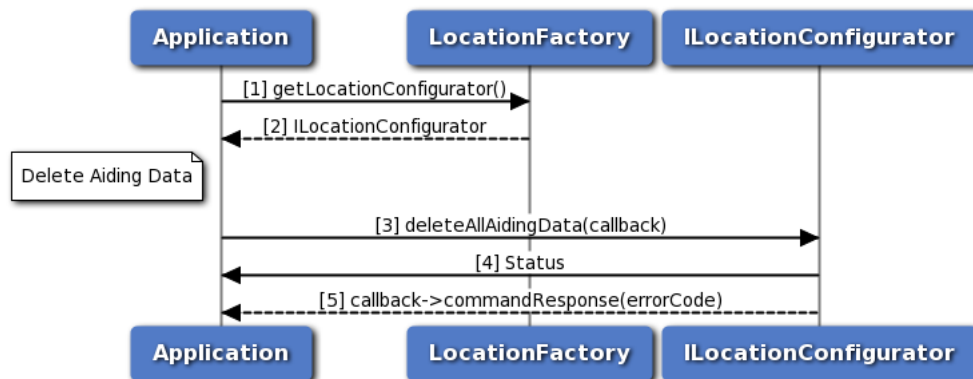 Application
LocationFactory
ILocationConfigurator
[1] getLocationConfigurator()
[2] ILocationConfigurator
Delete Aiding Data
[3] deleteAllAidingData(callback)
[4] Status
[5] callback->commandResponse(errorCode)
Application
LocationFactory
ILocationConfigurator